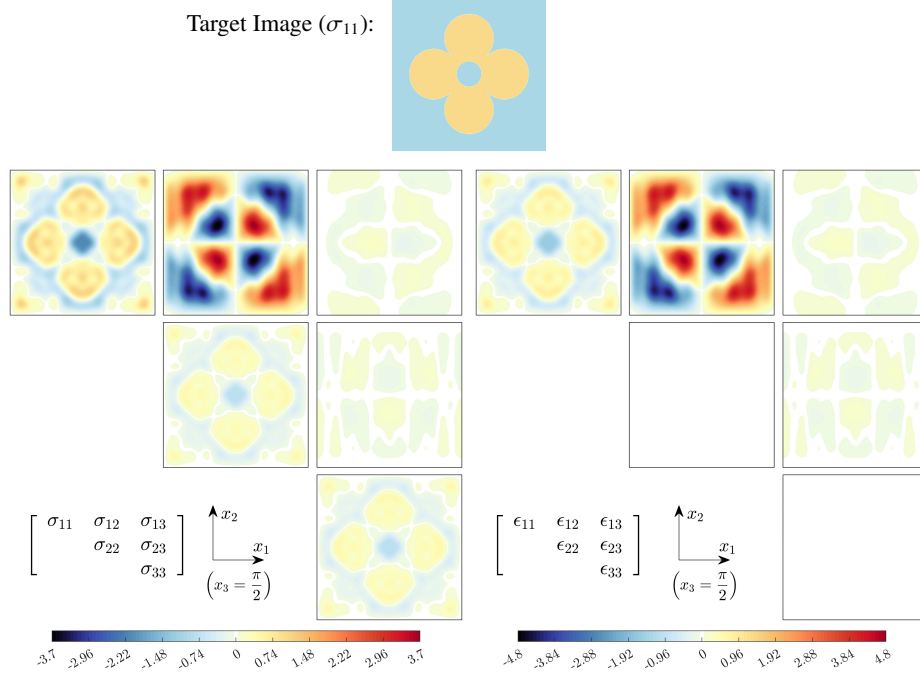 Target Image (σ₁₁):
σ₁₁ σ₁₂ σ₁₃
σ₂₂ σ₂₃
σ₃₃
x₂
x₁
(x₃ = π/2)
ϵ₁₁ ϵ₁₂ ϵ₁₃
ϵ₂₂ ϵ₂₃
ϵ₃₃
x₂
x₁
(x₃ = π/2)
-3.7 -2.96 -2.22 -1.48 -0.74 0 0.74 1.48 2.22 2.96 3.7
-4.8 -3.84 -2.88 -1.92 -0.96 0 0.96 1.92 2.88 3.84 4.8